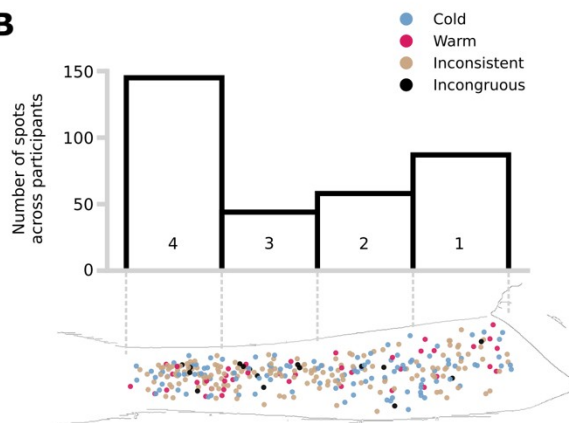 B
Cold
Warm
Inconsistent
Incongruous
Number of spots
across participants
150
100
50
0
4 3 2 1